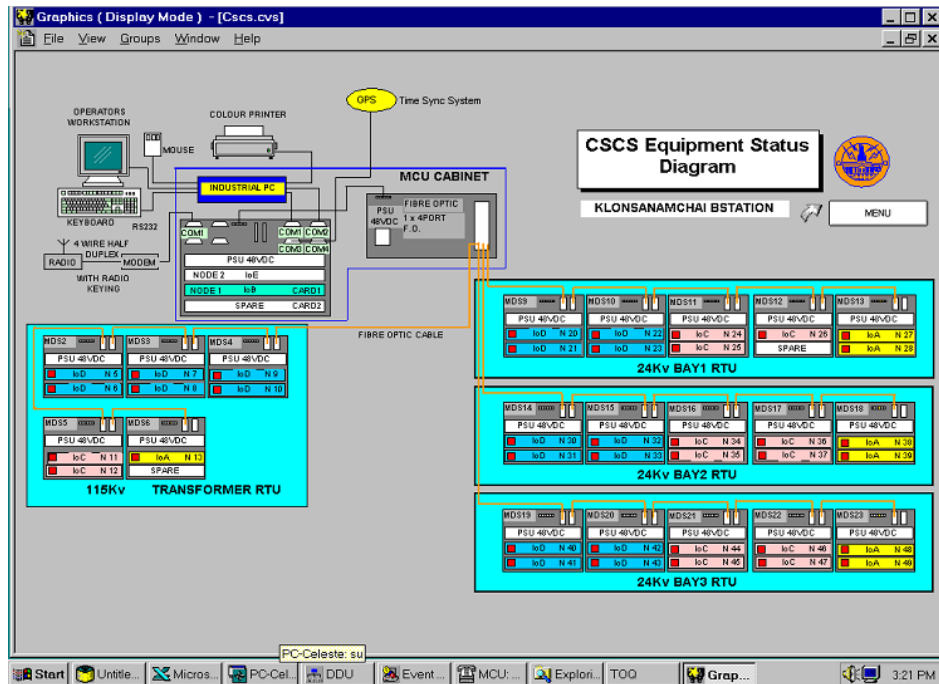 Graphics ( Display Mode ) - [Cscs.cvs]
File View Groups Window Help
GPS Time Sync System
OPERATORS
WORKSTATION
COLOUR PRINTER
MOUSE
CSCS Equipment Status
Diagram
KLONSANAMCHAI BSTATION
MENU
MCU CABINET
INDUSTRIAL PC
KEYBOARD
RS232
PSU
48VDC
FIBRE OPTIC
1 x 4PORT
F.O.
COM1
COM1 COM2
COM3 COM4
4 WIRE HALF
DUPLEX
RADIO MODEM
WITH RADIO
KEYING
PSU 48VDC
NODE 2 IoE
NODE 1 IoB CARD1
SPARE CARD2
FIBRE OPTIC CABLE
MDS2 MDS3 MDS4
PSU 48VDC PSU 48VDC PSU 48VDC
IoD N 5 IoD N 7 IoD N 9
IoD N 6 IoD N 8 IoD N 10
MDS5 MDS6
PSU 48VDC PSU 48VDC
IoC N 11 IoA N 13
IoC N 12 SPARE
115Kv TRANSFORMER RTU
MDS9 MDS10 MDS11 MDS12 MDS13
PSU 48VDC PSU 48VDC PSU 48VDC PSU 48VDC PSU 48VDC
IoD N 20 IoD N 22 IoC N 24 IoC N 26 IoA N 27
IoD N 21 IoD N 23 IoC N 25 SPARE IoA N 28
24Kv BAY1 RTU
MDS14 MDS15 MDS16 MDS17 MDS18
PSU 48VDC PSU 48VDC PSU 48VDC PSU 48VDC PSU 48VDC
IoD N 30 IoD N 32 IoC N 34 IoC N 36 IoA N 38
IoD N 31 IoD N 33 IoC N 35 IoC N 37 IoA N 39
24Kv BAY2 RTU
MDS19 MDS20 MDS21 MDS22 MDS23
PSU 48VDC PSU 48VDC PSU 48VDC PSU 48VDC PSU 48VDC
IoD N 40 IoD N 42 IoC N 44 IoC N 46 IoA N 48
IoD N 41 IoD N 43 IoC N 45 IoC N 47 IoA N 49
24Kv BAY3 RTU
PC-Celeste: su
Start Untitle... Micros... PC-Cel... DDU Event ... MCU: ... Explori... TOQ Grap... 3:21 PM